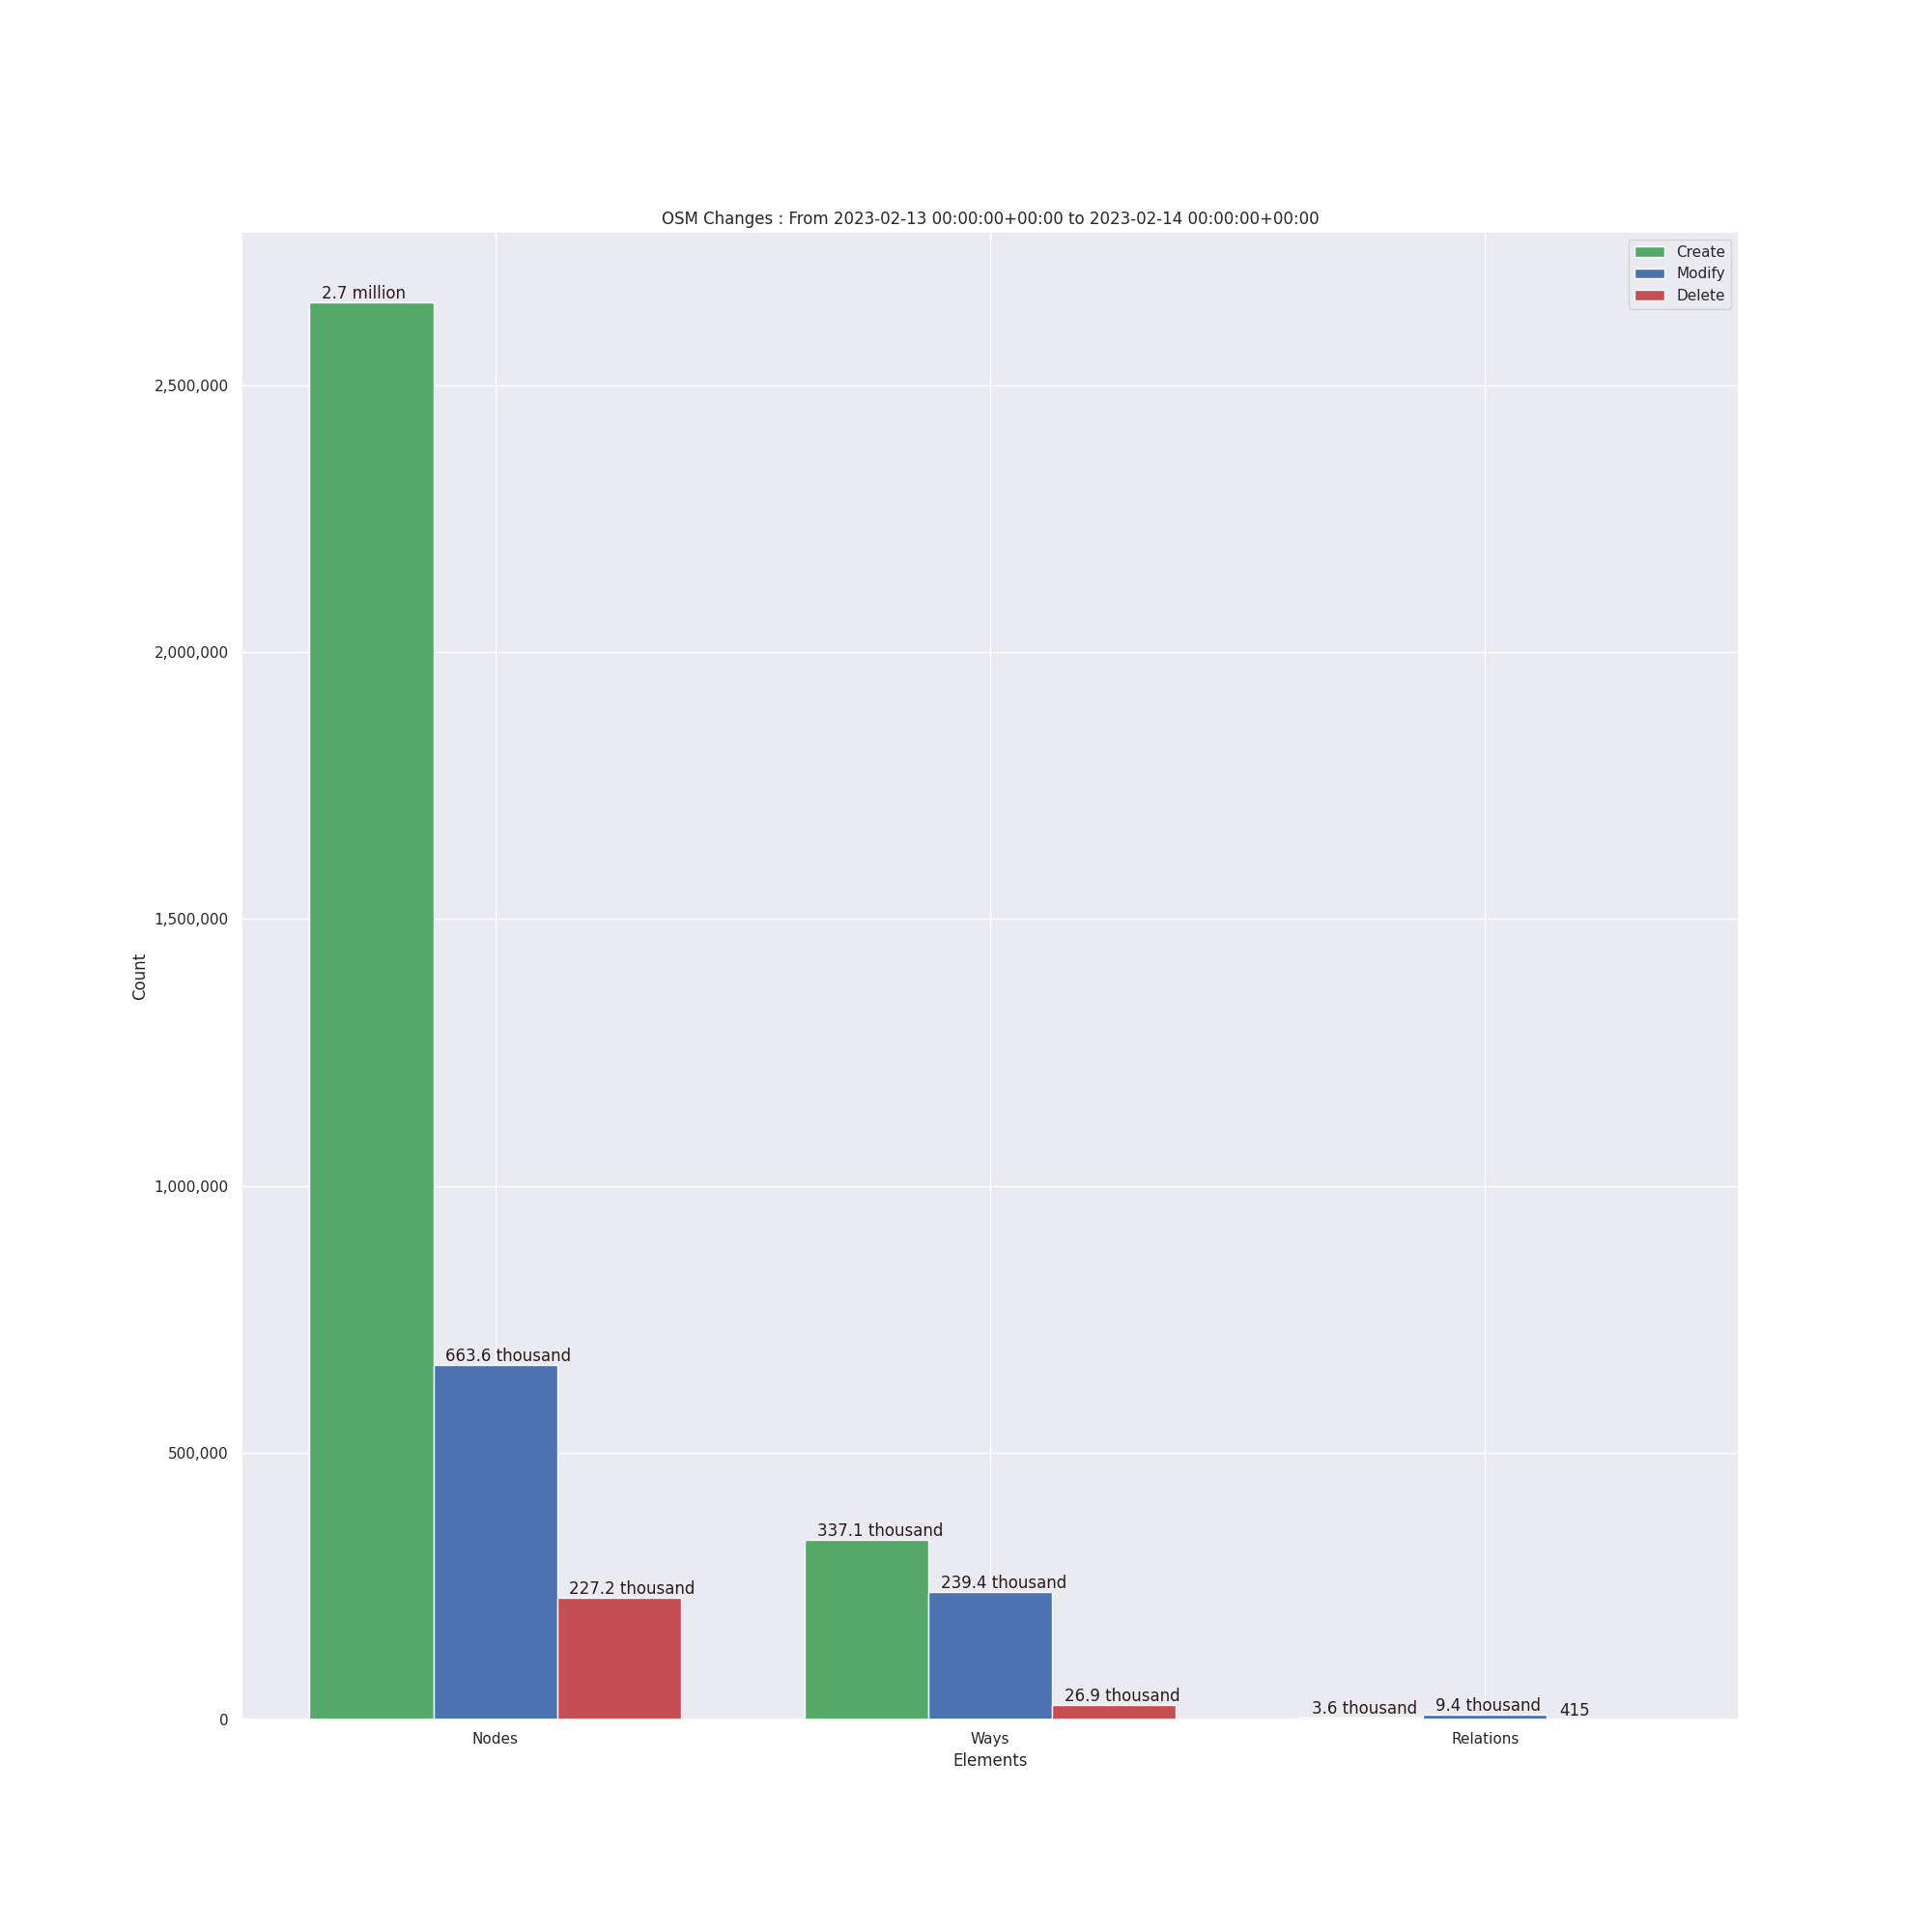 OSM Changes : From 2023-02-13 00:00:00+00:00 to 2023-02-14 00:00:00+00:00
Create
Modify
Delete
2.7 million
2,500,000
2,000,000
1,500,000
Count
1,000,000
663.6 thousand
500,000
337.1 thousand
239.4 thousand
227.2 thousand
26.9 thousand
3.6 thousand
9.4 thousand
415
0
Nodes
Ways
Relations
Elements